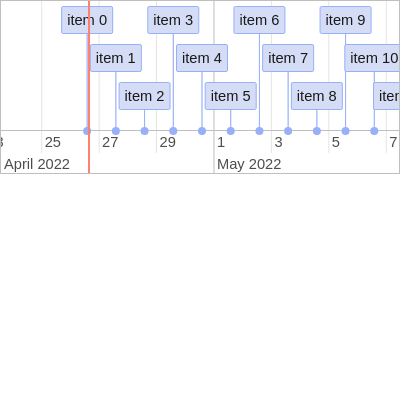 item 0 item 3 item 6 item 9
item 1 item 4 item 7 item 10
item 2 item 5 item 8
25 27 29 1 3 5 7
April 2022 May 2022